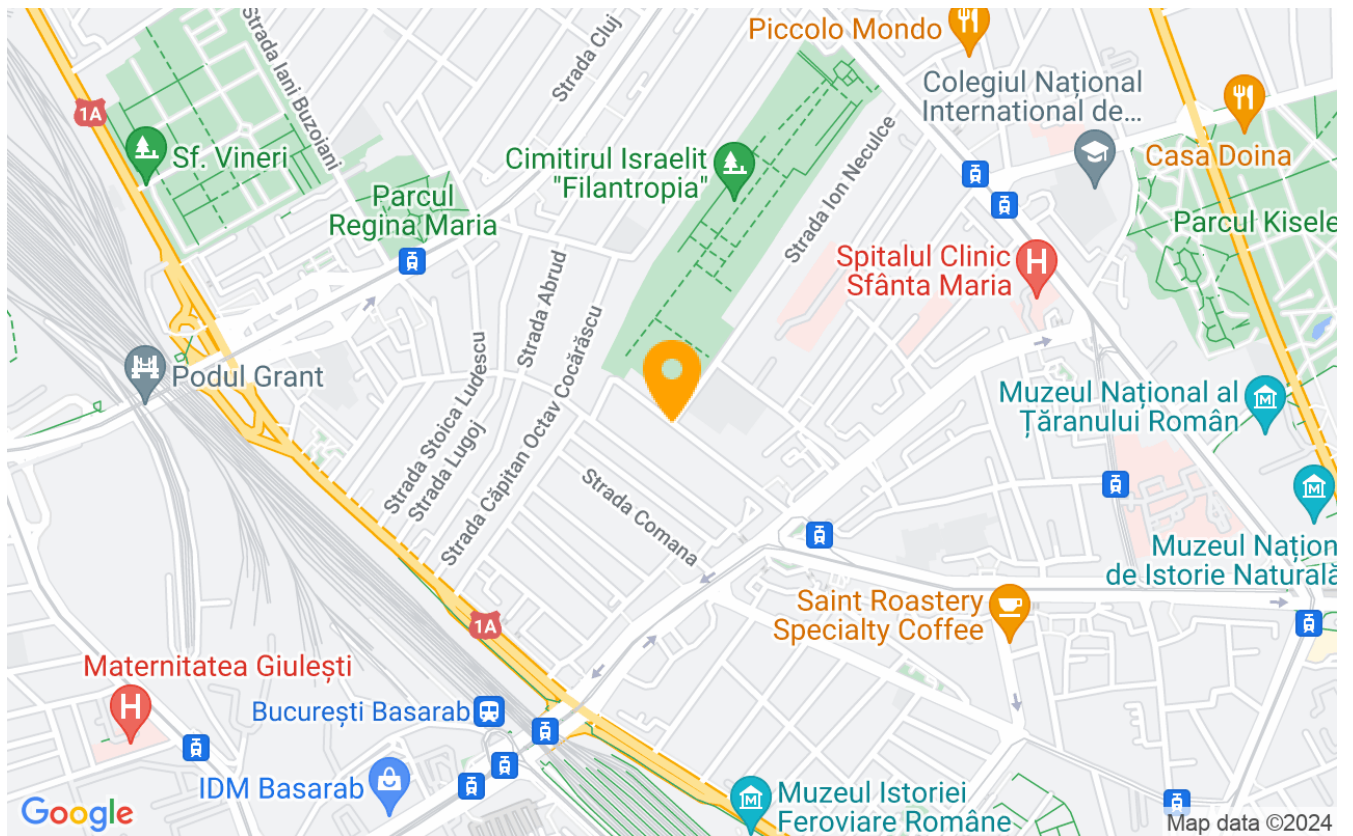 Strada Iani Buzoiani
Strada Cluj
Piccolo Mondo
Colegiul Național
Internațional de...
1A
Sf. Vineri
Cimitirul Israelit
"Filantropia"
Strada Ion Neculce
Casa Doina
Parcul
Regina Maria
Parcul Kisele
Spitalul Clinic
Sfânta Maria
H
Strada Abrud
Strada Stoica Ludescu
Strada Lugoj
Strada Căpitan Octav Cocărăscu
Podul Grant
Muzeul Național al
Țăranului Român
M
Strada Comana
M
Muzeul Națion
de Istorie Naturală
Saint Roastery
Specialty Coffee
1A
Maternitatea Giulești
H
București Basarab
IDM Basarab
M
Muzeul Istoriei
Feroviare Române
Google
Map data ©2024